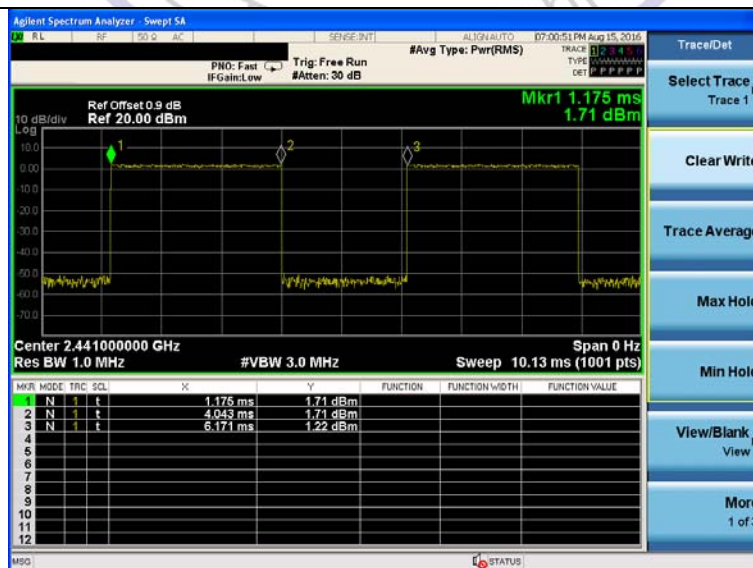 Agilent Spectrum Analyzer - Swept SA
RL RF 50 Ω AC SENSE:INT ALIGN AUTO 07:00:51 PM Aug 15, 2016
PNO: Fast Trig: Free Run #Avg Type: Pwr(RMS) TRACE 1 2 3 4 5 6
IFGain:Low #Atten: 30 dB TYPE
DET P P P P P P
Trace/Det
Ref Offset 0.9 dB Mkr1 1.175 ms
10 dB/div Ref 20.00 dBm 1.71 dBm
Log
10.0
0.00
-10.0
-20.0
-30.0
-40.0
-50.0
-60.0
-70.0
1
2
3
Center 2.441000000 GHz Span 0 Hz
Res BW 1.0 MHz #VBW 3.0 MHz Sweep 10.13 ms (1001 pts)
MKR MODE TRC SCL X Y FUNCTION FUNCTION WIDTH FUNCTION VALUE
1 N 1 t 1.175 ms 1.71 dBm
2 N 1 t 4.043 ms 1.71 dBm
3 N 1 t 6.171 ms 1.22 dBm
4
5
6
7
8
9
10
11
12
MSG STATUS
Select Trace
Trace 1
Clear Write
Trace Average
Max Hold
Min Hold
View/Blank
View
More
1 of 3